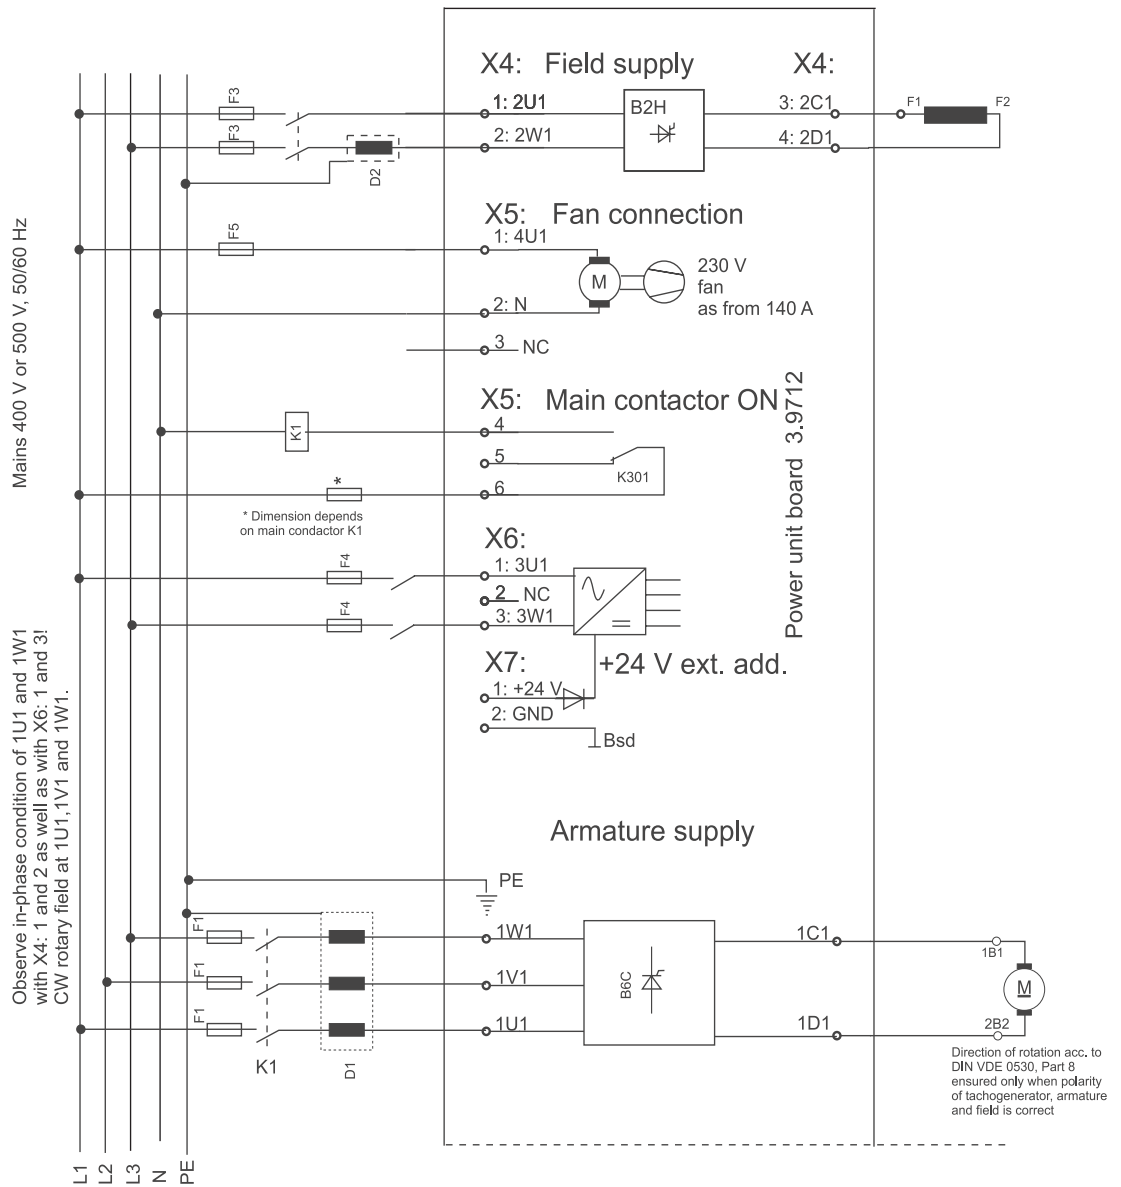 X4: Field supply
X4:
F3
1: 2U1
B2H
3: 2C1
F1
F2
F3
2: 2W1
4: 2D1
D2
X5: Fan connection
F5
1: 4U1
M
230 V
fan
as from 140 A
2: N
3 NC
Mains 400 V or 500 V, 50/60 Hz
X5: Main contactor ON
K1
4
5
K301
6
*
* Dimension depends
on main condactor K1
Power unit board 3.9712
X6:
F4
1: 3U1
2 NC
F4
3: 3W1
X7:
+24 V ext. add.
1: +24 V
2: GND
Bsd
Observe in-phase condition of 1U1 and 1W1
with X4: 1 and 2 as well as with X6: 1 and 3!
CW rotary field at 1U1,1V1 and 1W1.
Armature supply
PE
F1
1W1
1C1
1B1
F1
1V1
B6C
M
F1
1U1
1D1
2B2
K1
D1
Direction of rotation acc. to
DIN VDE 0530, Part 8
ensured only when polarity
of tachogenerator, armature
and field is correct
L1
L2
L3
N
PE